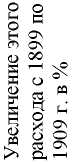 Увеличение этого
расхода с 1899 по
1909 г. в %